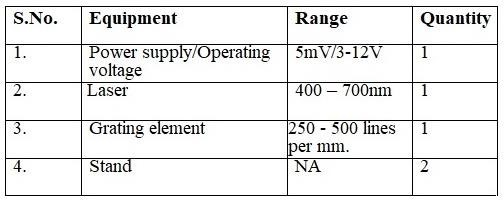 S.No. Equipment Range Quantity
1. Power supply/Operating voltage 5mV/3-12V 1
2. Laser 400 – 700nm 1
3. Grating element 250 - 500 lines per mm. 1
4. Stand NA 2